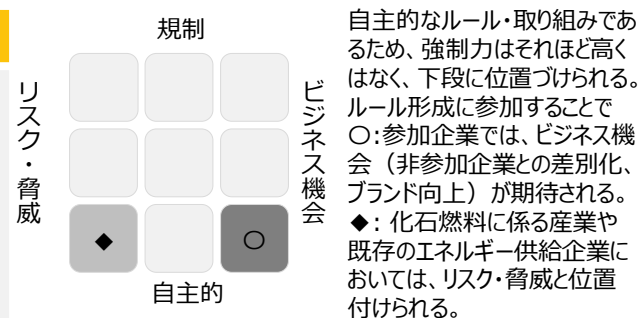 規制
リスク・脅威
ビジネス機会
◆
〇
自主的
自主的なルール・取り組みであ
るため、強制力はそれほど高く
はなく、下段に位置づけられる。
ルール形成に参加することで
〇:参加企業では、ビジネス機
会（非参加企業との差別化、
ブランド向上）が期待される。
◆: 化石燃料に係る産業や
既存のエネルギー供給企業に
おいては、リスク・脅威と位置
付けられる。